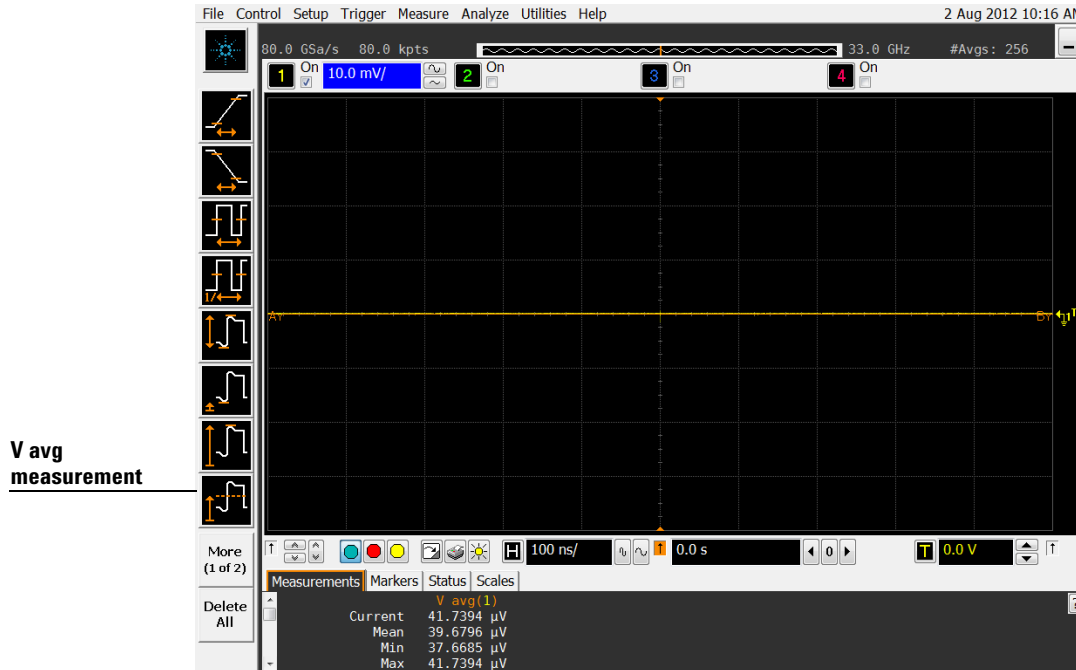 File Control Setup Trigger Measure Analyze Utilities Help 2 Aug 2012 10:16 AM
80.0 GSa/s 80.0 kpts 33.0 GHz #Avgs: 256
1 On 10.0 mV/ 2 On 3 On 4 On
1/
V avg
measurement
More
(1 of 2)
Delete
All
H 100 ns/ 0.0 s 0 T 0.0 V
Measurements Markers Status Scales
V avg(1)
Current 41.7394 µV
Mean 39.6796 µV
Min 37.6685 µV
Max 41.7394 µV